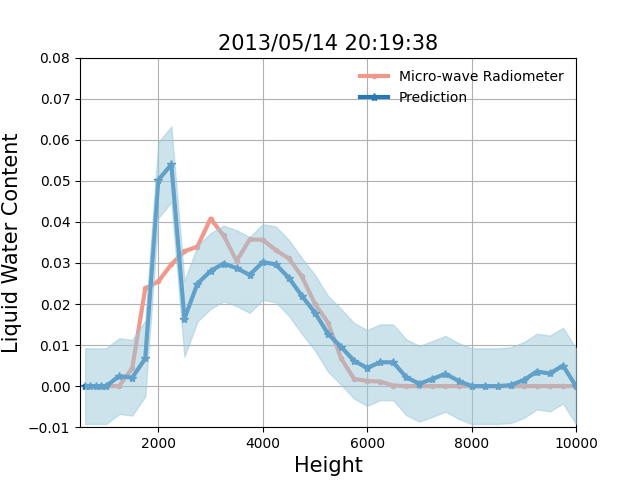 2013/05/14 20:19:38
Micro-wave Radiometer
Prediction
Liquid Water Content
0.08
0.07
0.06
0.05
0.04
0.03
0.02
0.01
0.00
−0.01
2000 4000 6000 8000 10000
Height